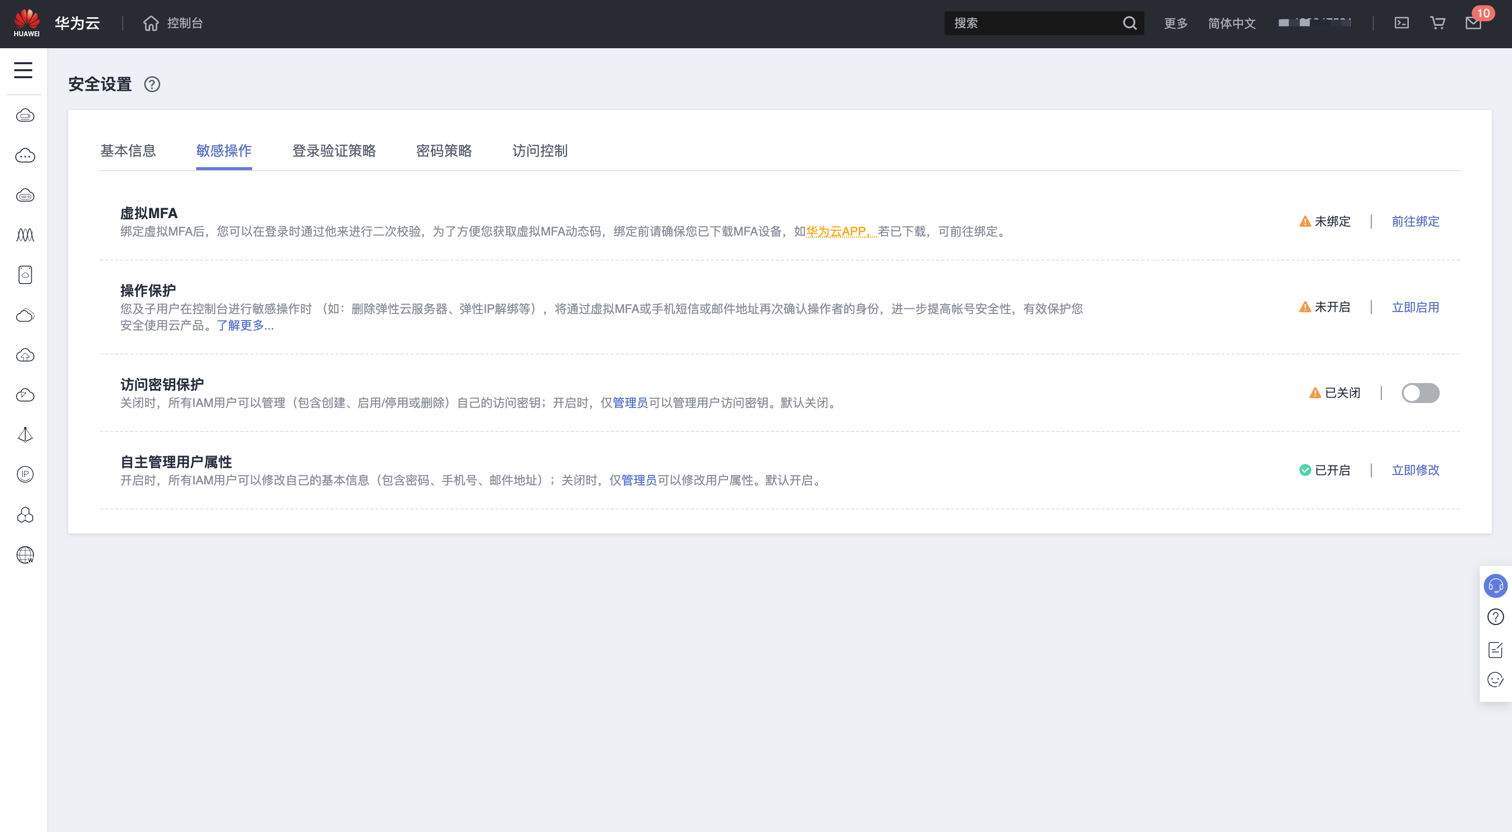 HUAWEI
华为云
控制台
搜索
更多
简体中文
10
安全设置
基本信息
敏感操作
登录验证策略
密码策略
访问控制
虚拟MFA
绑定虚拟MFA后，您可以在登录时通过他来进行二次校验，为了方便您获取虚拟MFA动态码，绑定前请确保您已下载MFA设备，如华为云APP，若已下载，可前往绑定。
未绑定
前往绑定
操作保护
您及子用户在控制台进行敏感操作时 （如：删除弹性云服务器、弹性IP解绑等），将通过虚拟MFA或手机短信或邮件地址再次确认操作者的身份，进一步提高帐号安全性，有效保护您
安全使用云产品。了解更多...
未开启
立即启用
访问密钥保护
关闭时，所有IAM用户可以管理（包含创建、启用/停用或删除）自己的访问密钥；开启时，仅管理员可以管理用户访问密钥。默认关闭。
已关闭
自主管理用户属性
开启时，所有IAM用户可以修改自己的基本信息（包含密码、手机号、邮件地址）；关闭时，仅管理员可以修改用户属性。默认开启。
已开启
立即修改
IP